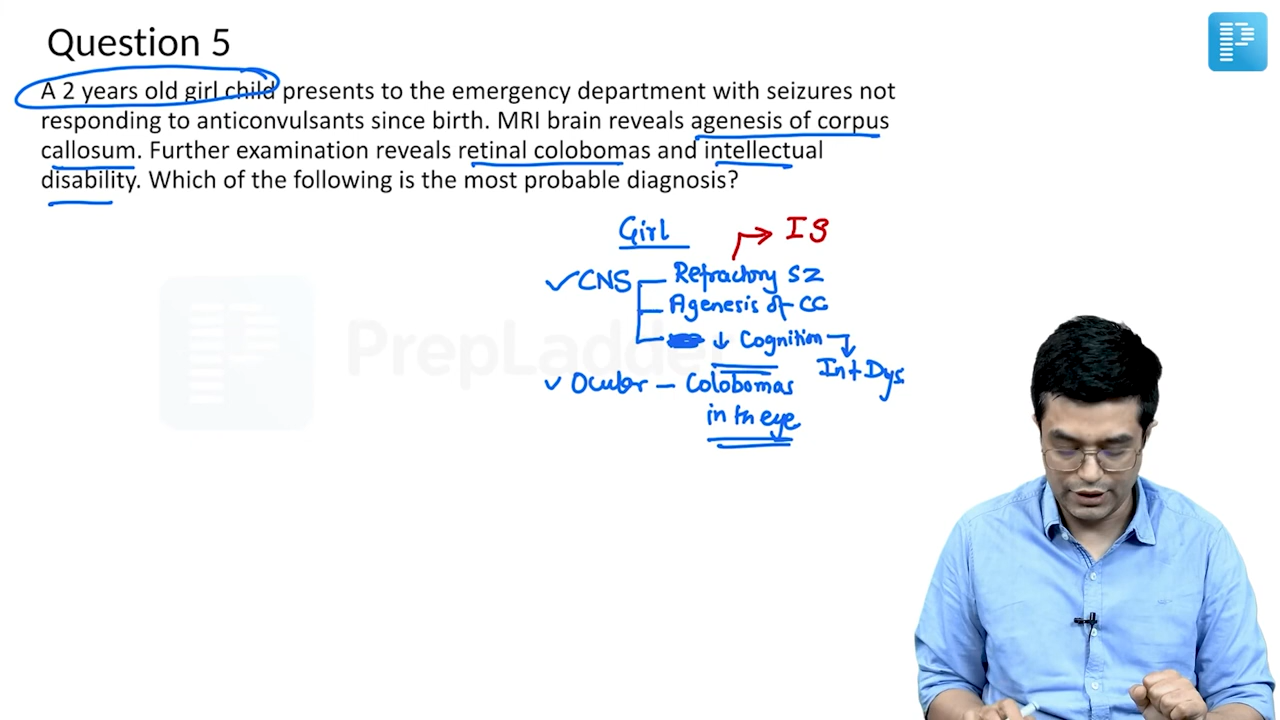 Question 5
A 2 years old girl child presents to the emergency department with seizures not
responding to anticonvulsants since birth. MRI brain reveals agenesis of corpus
callosum. Further examination reveals retinal colobomas and intellectual
disability. Which of the following is the most probable diagnosis?
Girl
IS
CNS Refractory SZ
Agenesis of CC
↓ Cognition
Int Dys.
Ocular - Colobomas
in th eye
PrepLadder